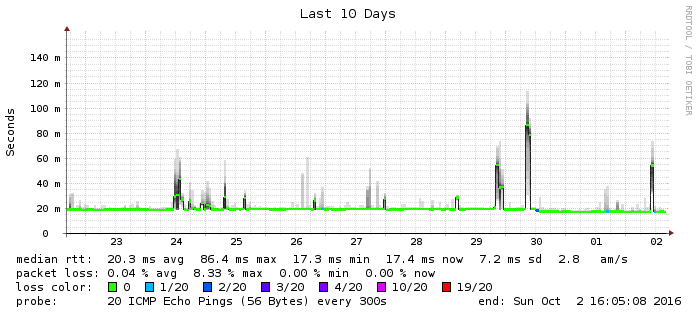 Last 10 Days
RRDTOOL / TOBI OETIKER
Seconds
140 m
120 m
100 m
80 m
60 m
40 m
20 m
0
23 24 25 26 27 28 29 30 01 02
median rtt: 20.3 ms avg 86.4 ms max 17.3 ms min 17.4 ms now 7.2 ms sd 2.8 am/s
packet loss: 0.04 % avg 8.33 % max 0.00 % min 0.00 % now
loss color: 0 1/20 2/20 3/20 4/20 10/20 19/20
probe: 20 ICMP Echo Pings (56 Bytes) every 300s end: Sun Oct 2 16:05:08 2016